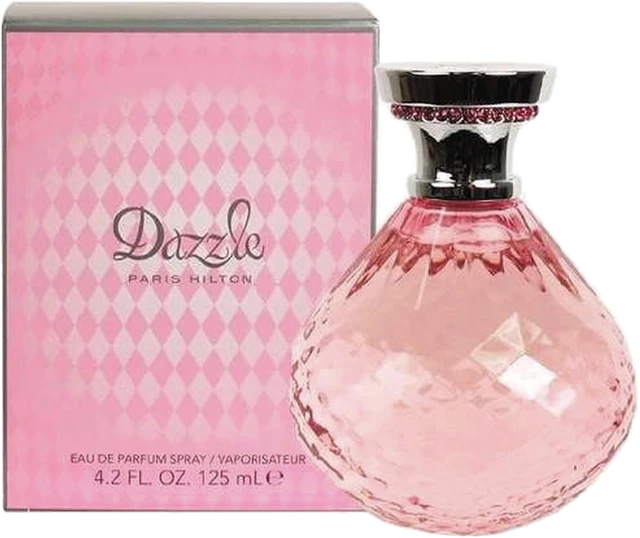 Dazzle
PARIS HILTON
EAU DE PARFUM SPRAY / VAPORISATEUR
4.2 FL. OZ. 125 mL ℮